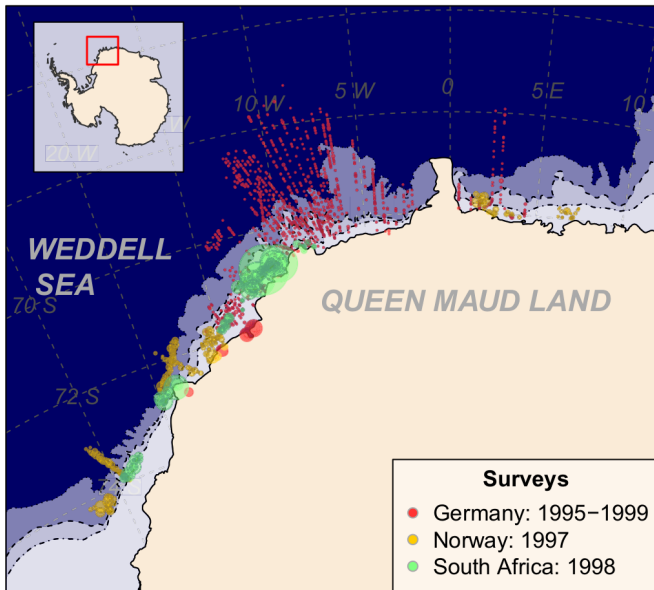 10 W
5 W
0
5 E
10
W
20 W
WEDDELL
SEA
70 S
QUEEN MAUD LAND
72 S
Surveys
Germany: 1995−1999
Norway: 1997
South Africa: 1998